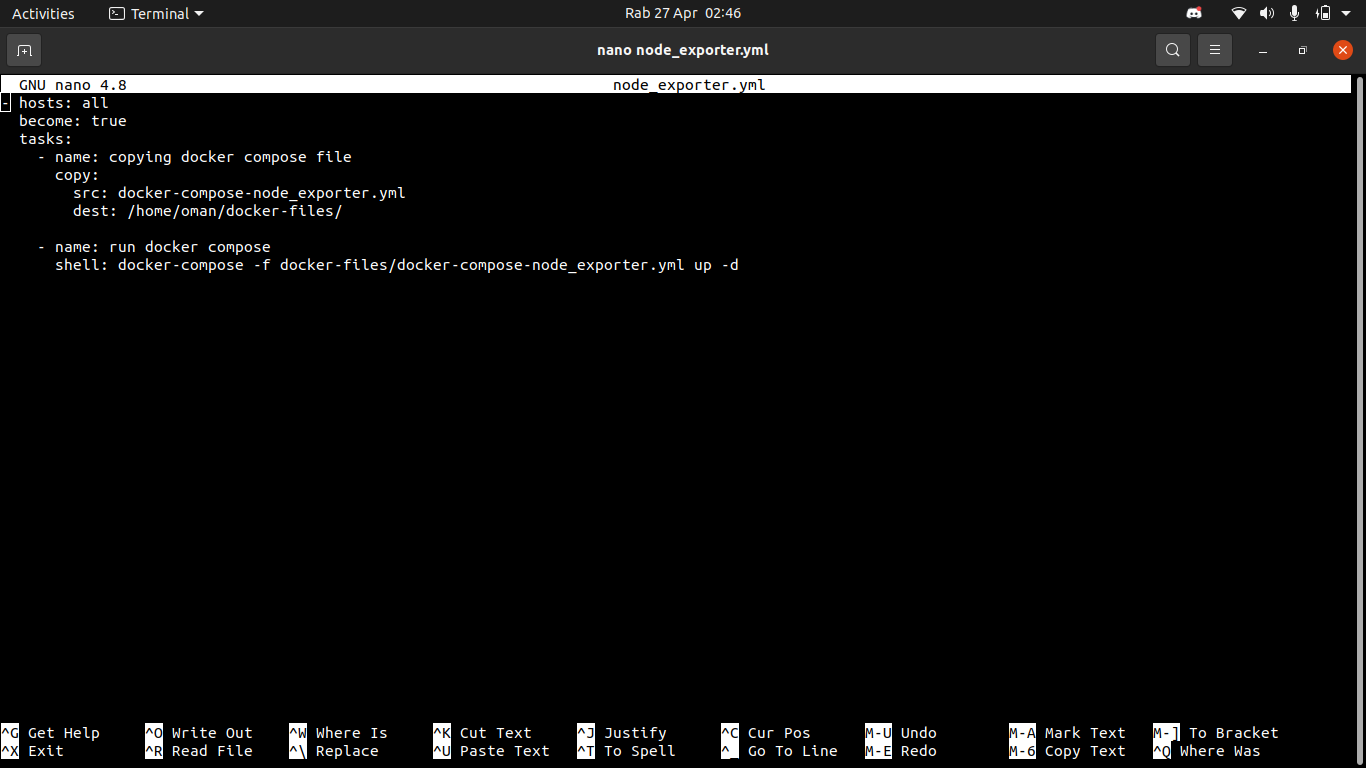 Activities Terminal Rab 27 Apr 02:46
nano node_exporter.yml
GNU nano 4.8 node_exporter.yml
- hosts: all
  become: true
  tasks:
    - name: copying docker compose file
      copy:
        src: docker-compose-node_exporter.yml
        dest: /home/oman/docker-files/

    - name: run docker compose
      shell: docker-compose -f docker-files/docker-compose-node_exporter.yml up -d
^G Get Help ^O Write Out ^W Where Is ^K Cut Text ^J Justify ^C Cur Pos M-U Undo M-A Mark Text M-] To Bracket
^X Exit ^R Read File ^\ Replace ^U Paste Text ^T To Spell ^_ Go To Line M-E Redo M-6 Copy Text ^Q Where Was